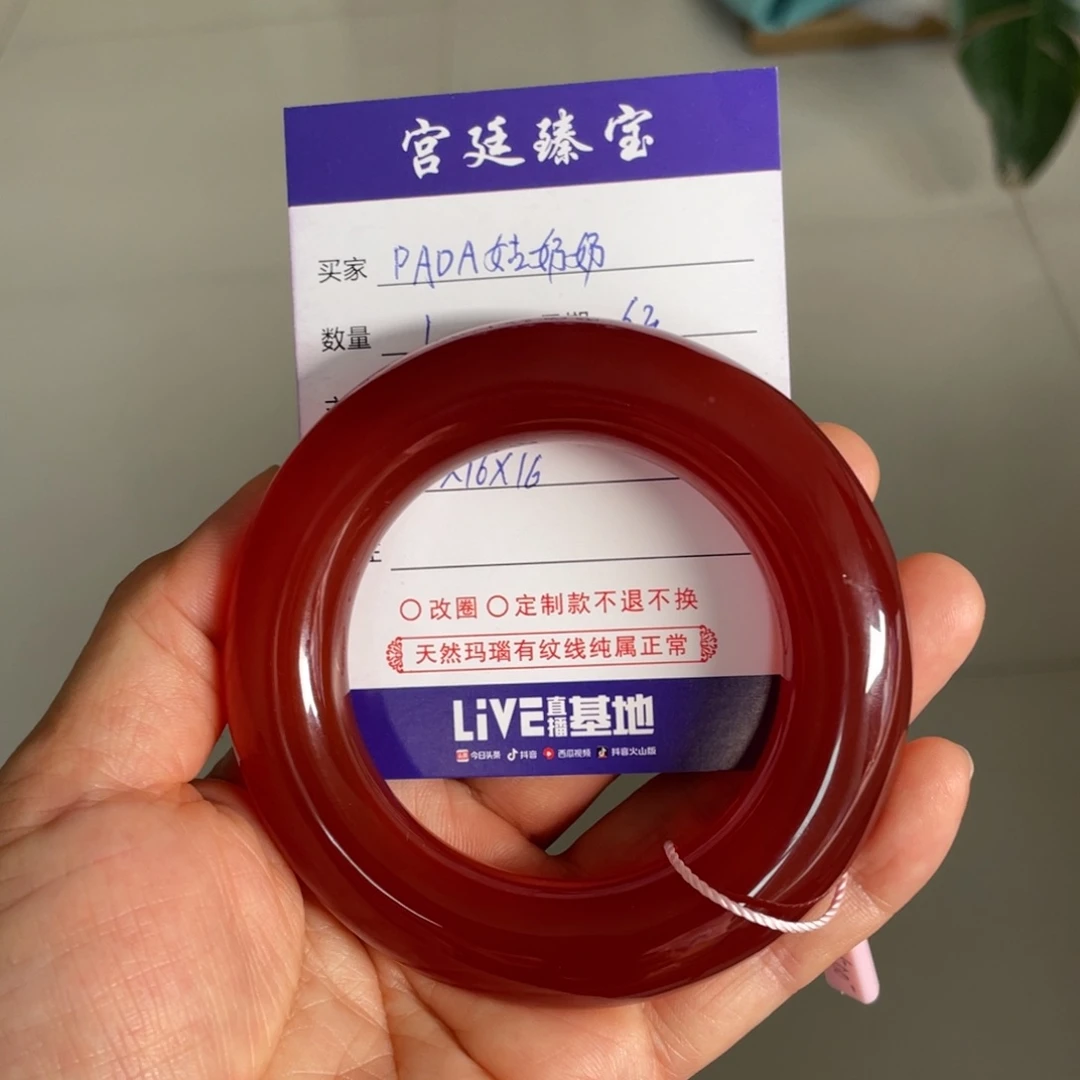 宫廷臻宝
买家 PADA娃奶奶
数量 1
X16X16
○改圈 ○定制款不退不换
天然玛瑙有纹线纯属正常
LiVE直播基地
今日头条 抖音 西瓜视频 抖音火山版